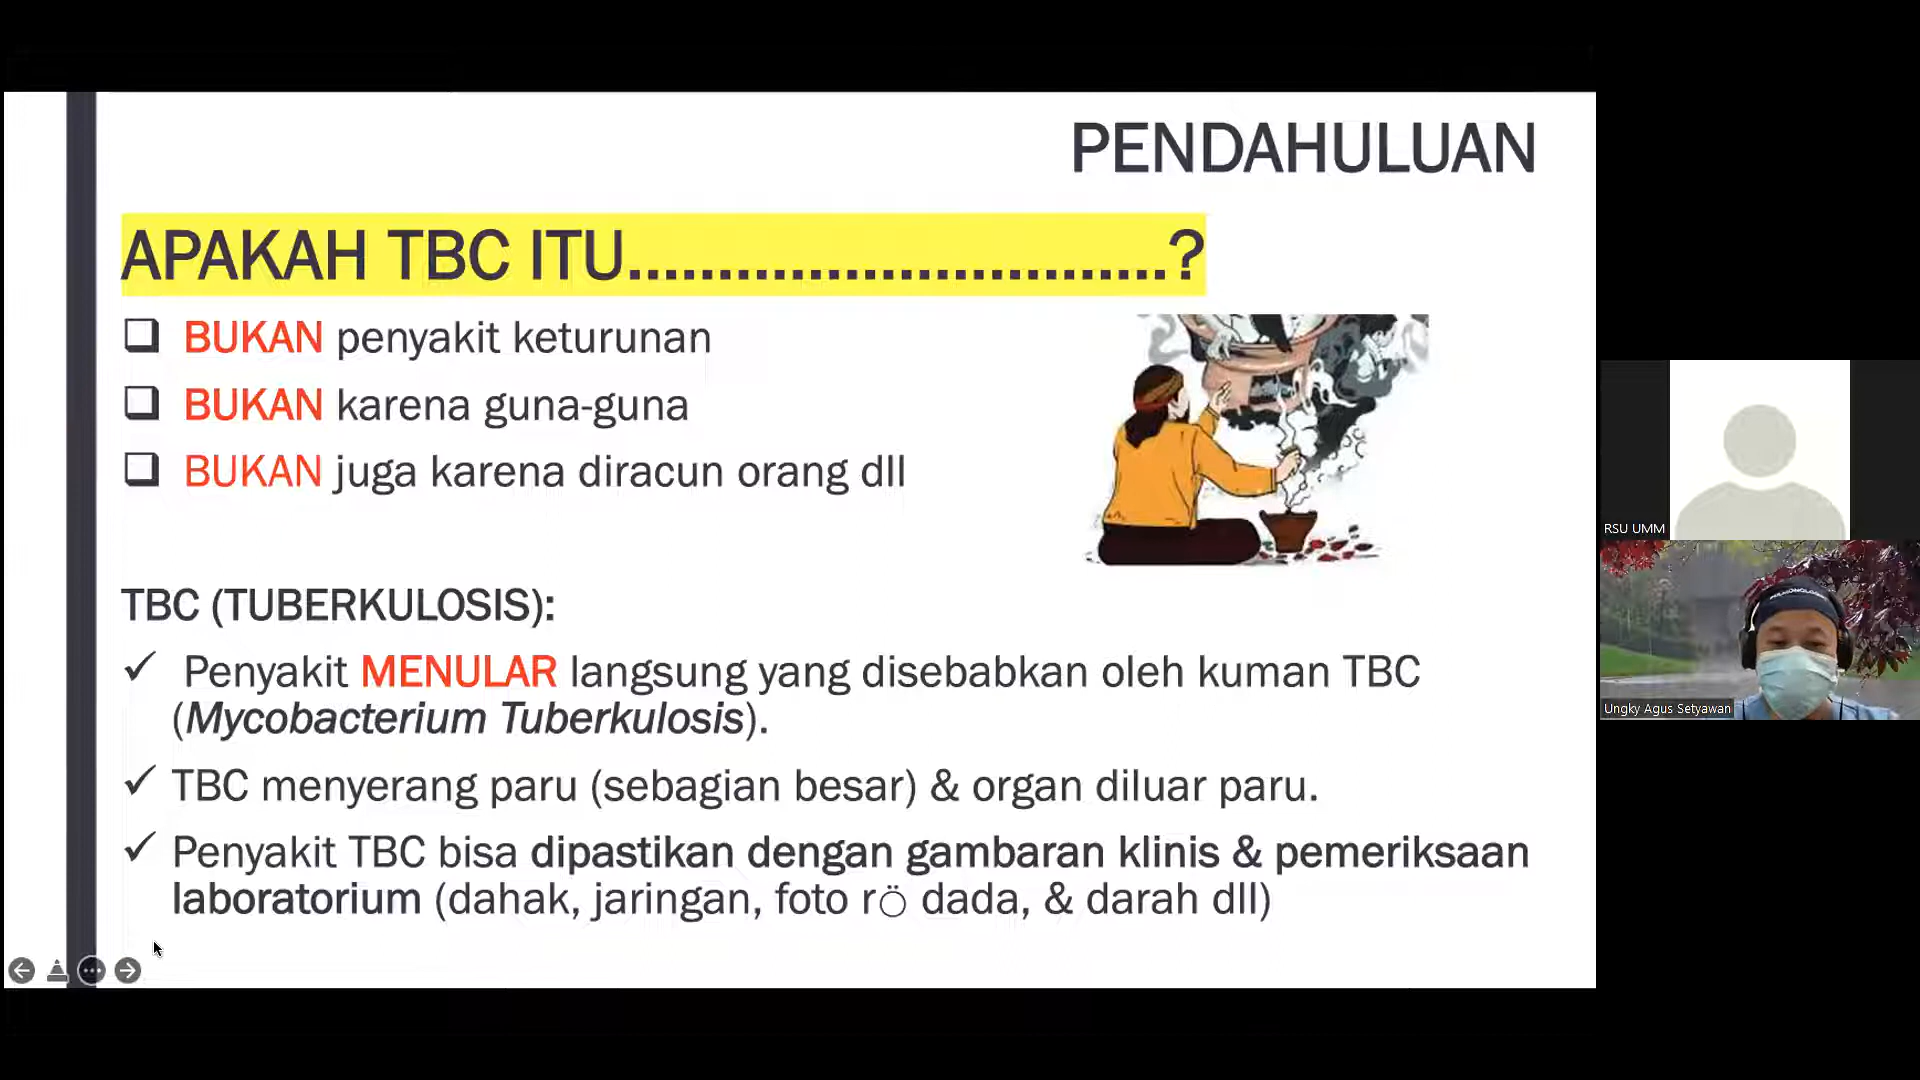 PENDAHULUAN
APAKAH TBC ITU..............................?
BUKAN penyakit keturunan
BUKAN karena guna-guna
BUKAN juga karena diracun orang dll
TBC (TUBERKULOSIS):
Penyakit MENULAR langsung yang disebabkan oleh kuman TBC
(Mycobacterium Tuberkulosis).
TBC menyerang paru (sebagian besar) & organ diluar paru.
Penyakit TBC bisa dipastikan dengan gambaran klinis & pemeriksaan
laboratorium (dahak, jaringan, foto r◌̈ dada, & darah dll)
RSU UMM
Ungky Agus Setyawan